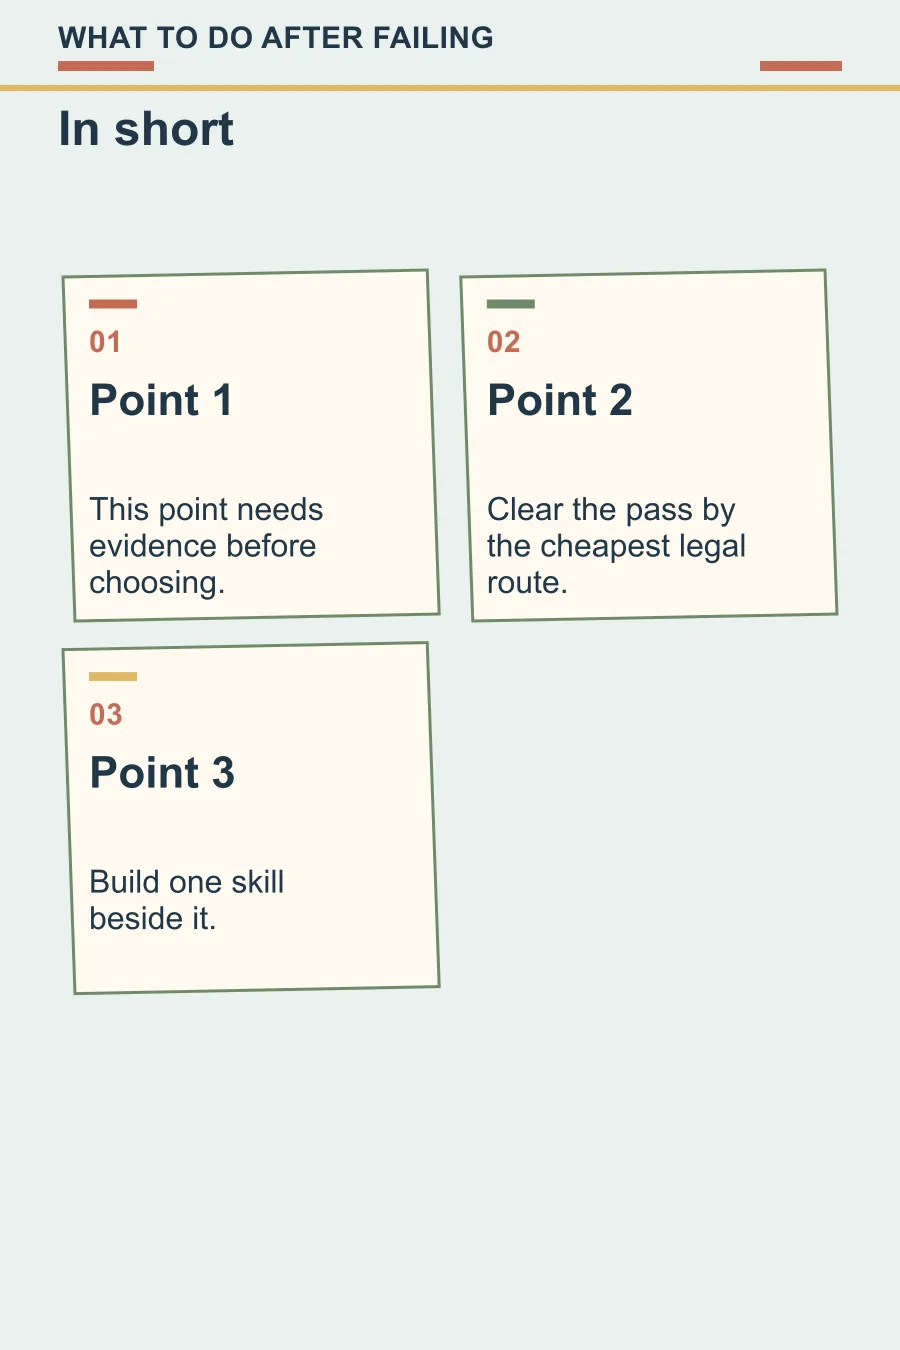 WHAT TO DO AFTER FAILING
In short
01
Point 1
This point needs
evidence before
choosing.
02
Point 2
Clear the pass by
the cheapest legal
route.
03
Point 3
Build one skill
beside it.